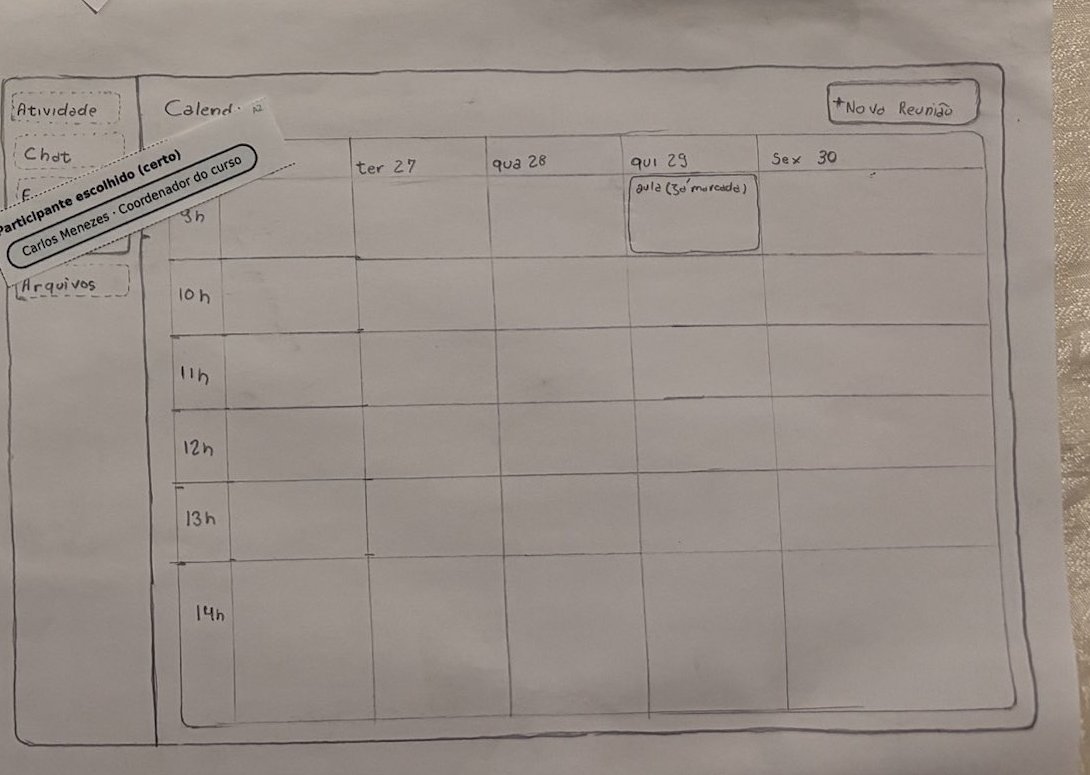 Atividade
Chat
Calend
A2
+Nova Reunião
Participante escolhido (certo)
Carlos Menezes · Coordenador do curso
Arquivos
ter 27
qua 28
qui 29
Sex 30
9h
aula (já marcada)
10h
11h
12h
13h
14h